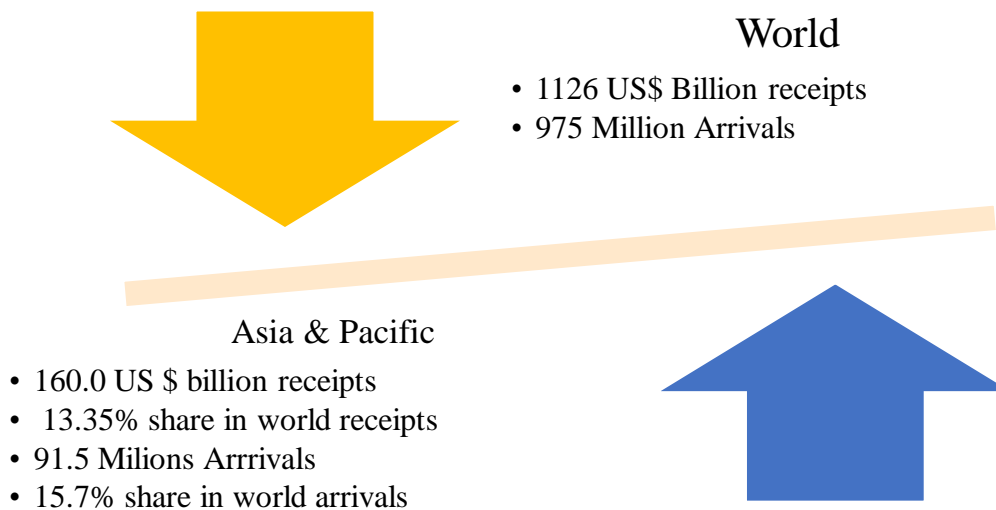 World
• 1126 US$ Billion receipts
• 975 Million Arrivals
Asia & Pacific
• 160.0 US $ billion receipts
• 13.35% share in world receipts
• 91.5 Milions Arrrivals
• 15.7% share in world arrivals